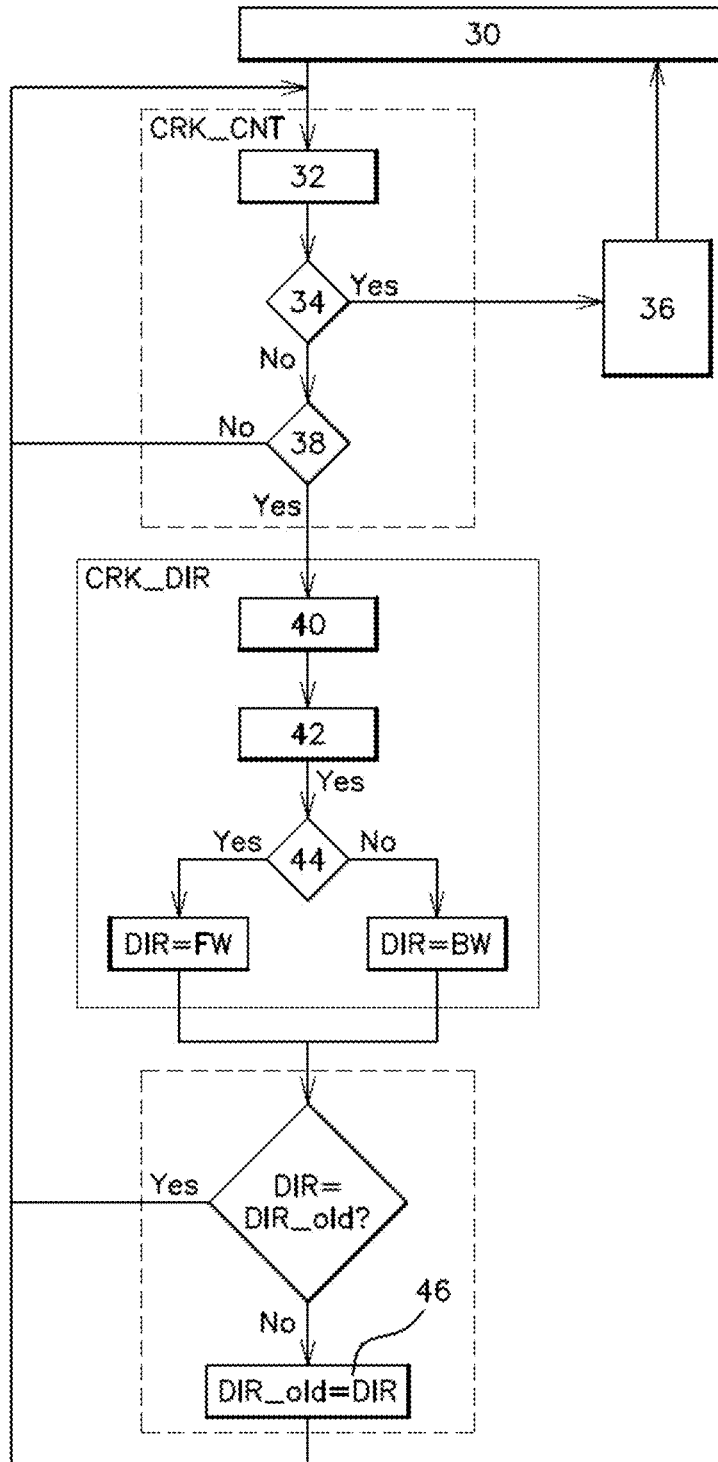 30
CRK_CNT
32
34
Yes
36
No
38
No
Yes
CRK_DIR
40
42
Yes
44
Yes
No
DIR=FW
DIR=BW
DIR=
DIR_old?
Yes
No
46
DIR_old=DIR